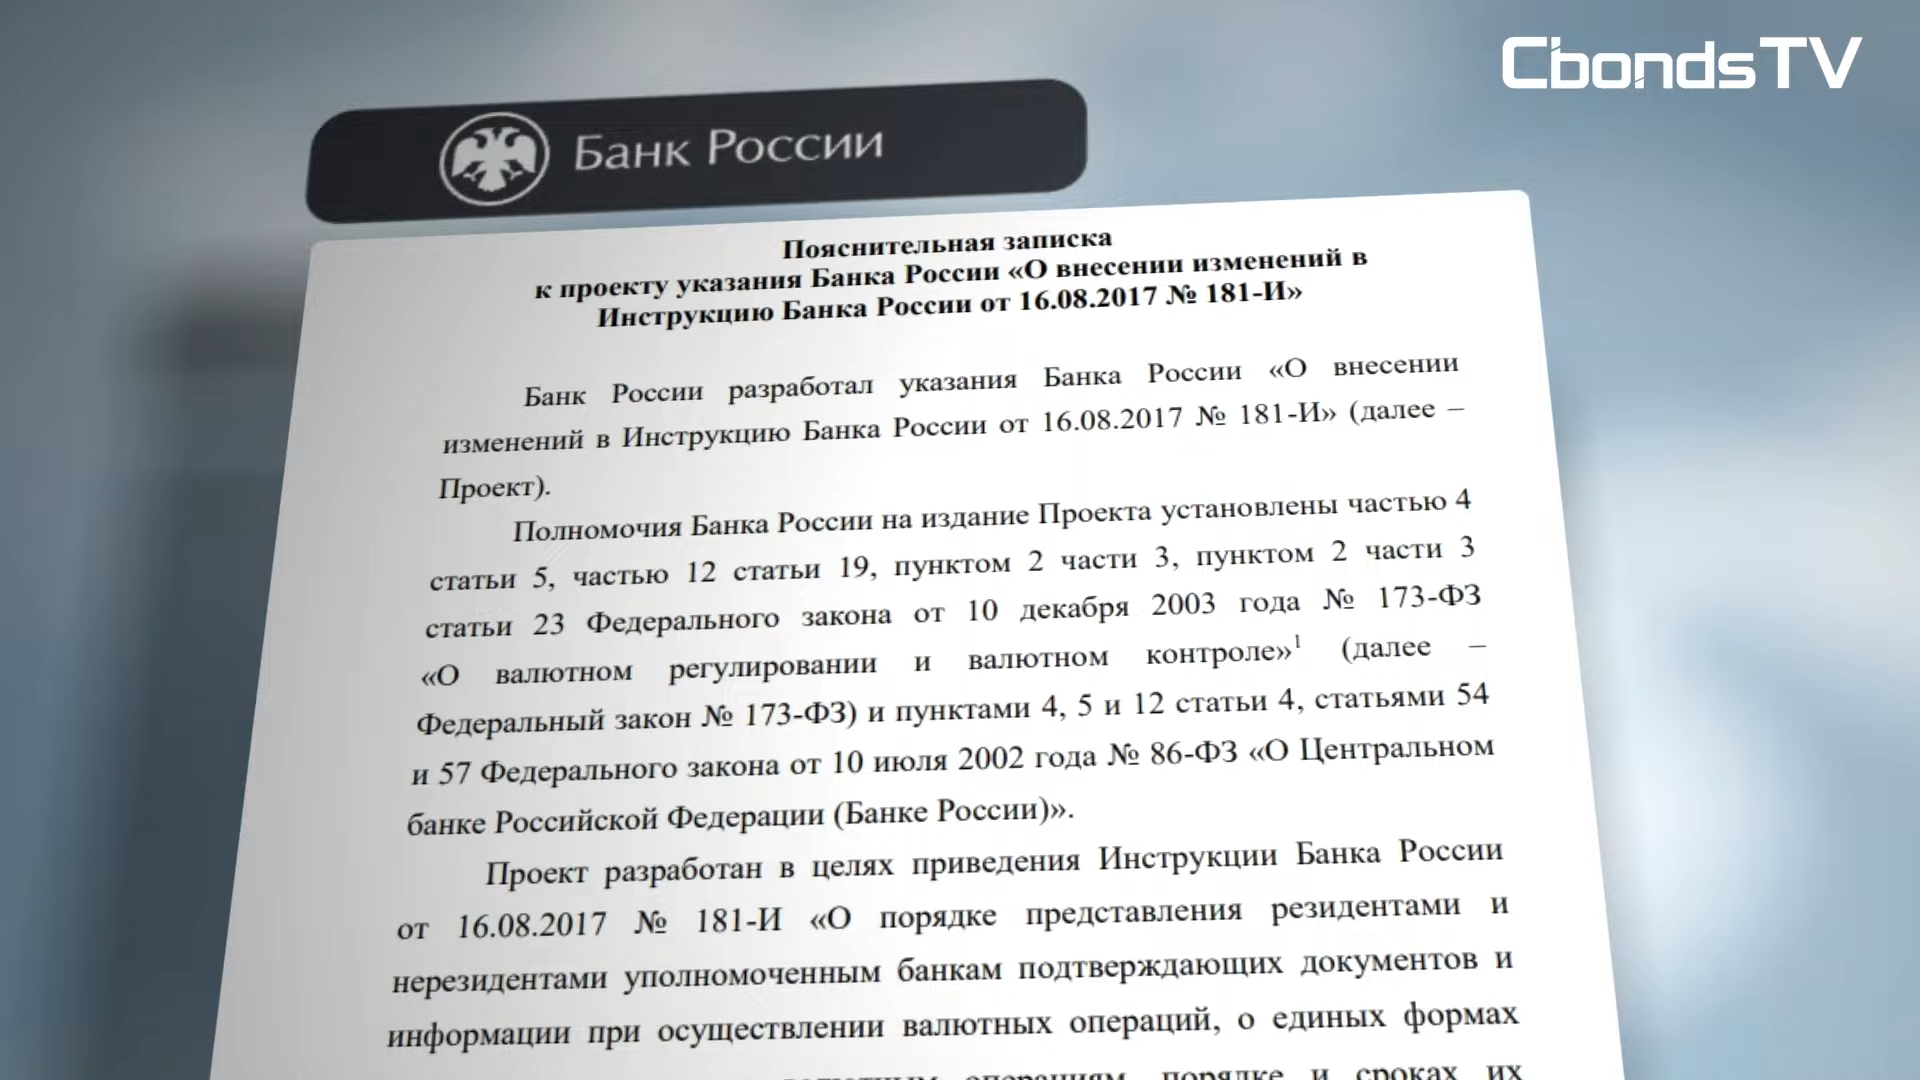 CbondsTV
Банк России
Пояснительная записка
к проекту указания Банка России «О внесении изменений в
Инструкцию Банка России от 16.08.2017 № 181-И»
Банк России разработал указания Банка России «О внесении
изменений в Инструкцию Банка России от 16.08.2017 № 181-И» (далее –
Проект).
Полномочия Банка России на издание Проекта установлены частью 4
статьи 5, частью 12 статьи 19, пунктом 2 части 3, пунктом 2 части 3
статьи 23 Федерального закона от 10 декабря 2003 года № 173-ФЗ
«О валютном регулировании и валютном контроле»¹ (далее –
Федеральный закон № 173-ФЗ) и пунктами 4, 5 и 12 статьи 4, статьями 54
и 57 Федерального закона от 10 июля 2002 года № 86-ФЗ «О Центральном
банке Российской Федерации (Банке России)».
Проект разработан в целях приведения Инструкции Банка России
от 16.08.2017 № 181-И «О порядке представления резидентами и
нерезидентами уполномоченным банкам подтверждающих документов и
информации при осуществлении валютных операций, о единых формах
операциям, порядке и сроках их